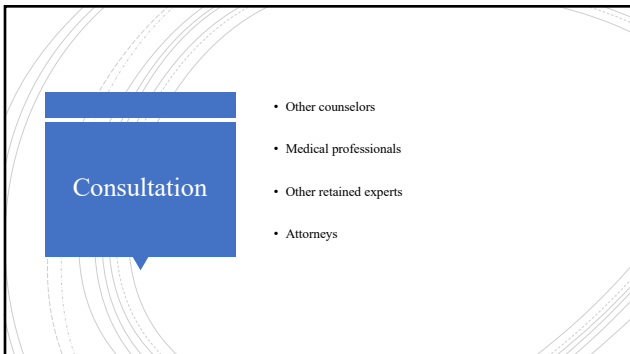 Consultation
• Other counselors
• Medical professionals
• Other retained experts
• Attorneys